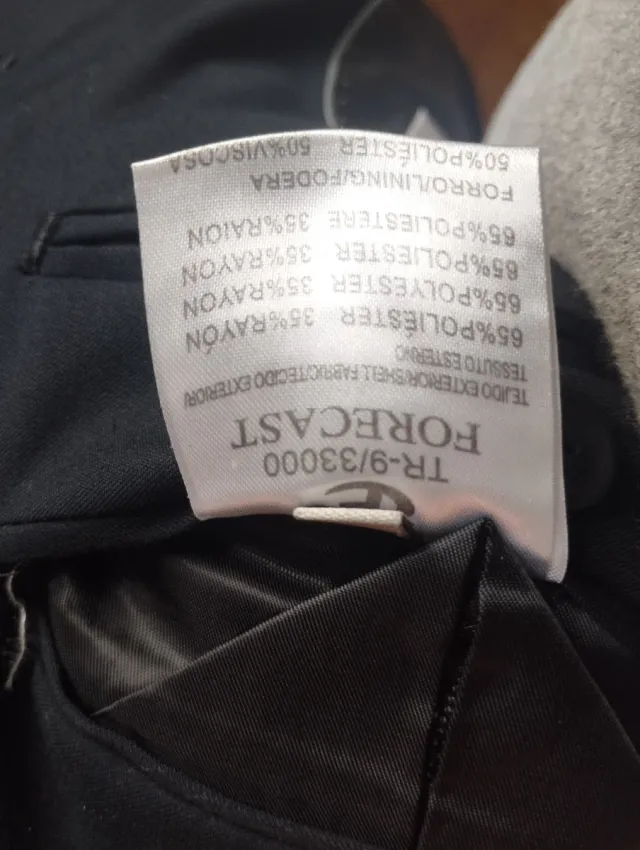 TR-9/33000
FORECAST
TEJIDO EXTERIOR/SHELL FABRIC/TECIDO EXTERIOR/
TESSUTO ESTERNO
65%POLIÉSTER 35%RAYÓN
65%POLYESTER 35%RAYON
65%POLIÉSTER 35%RAYON
65%POLIESTERE 35%RAION
FORRO/LINING/FODERA
50%POLIÉSTER 50%VISCOSA